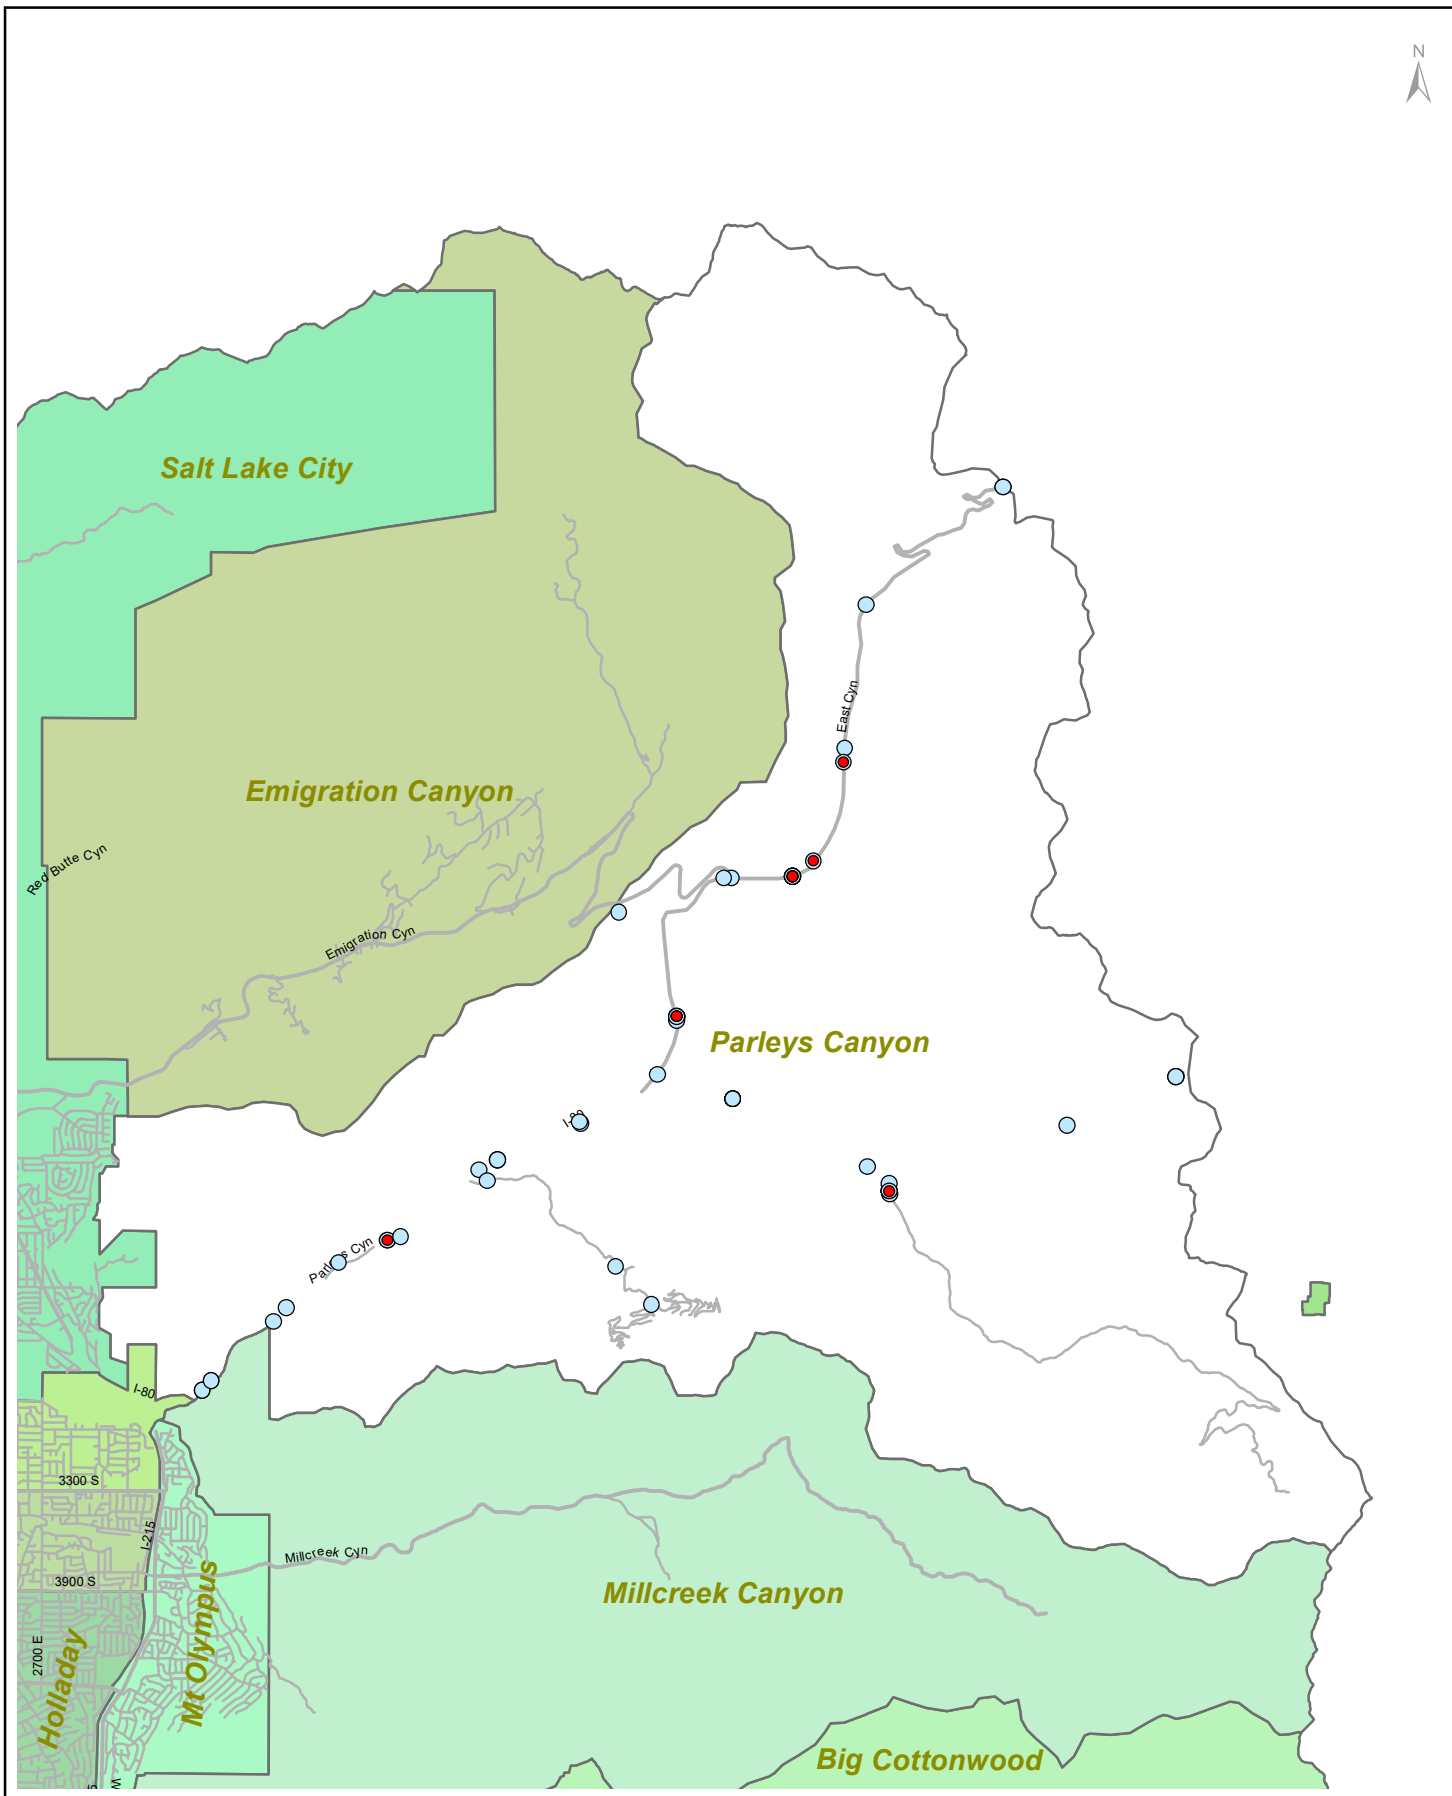 N
Salt Lake City
East Cyn
Emigration Canyon
Red Butte Cyn
Emigration Cyn
Parleys Canyon
Parleys Cyn
I-80
3300 S
I-215
Millcreek Cyn
3900 S
Millcreek Canyon
2700 E
Holladay
Mt Olympus
Big Cottonwood